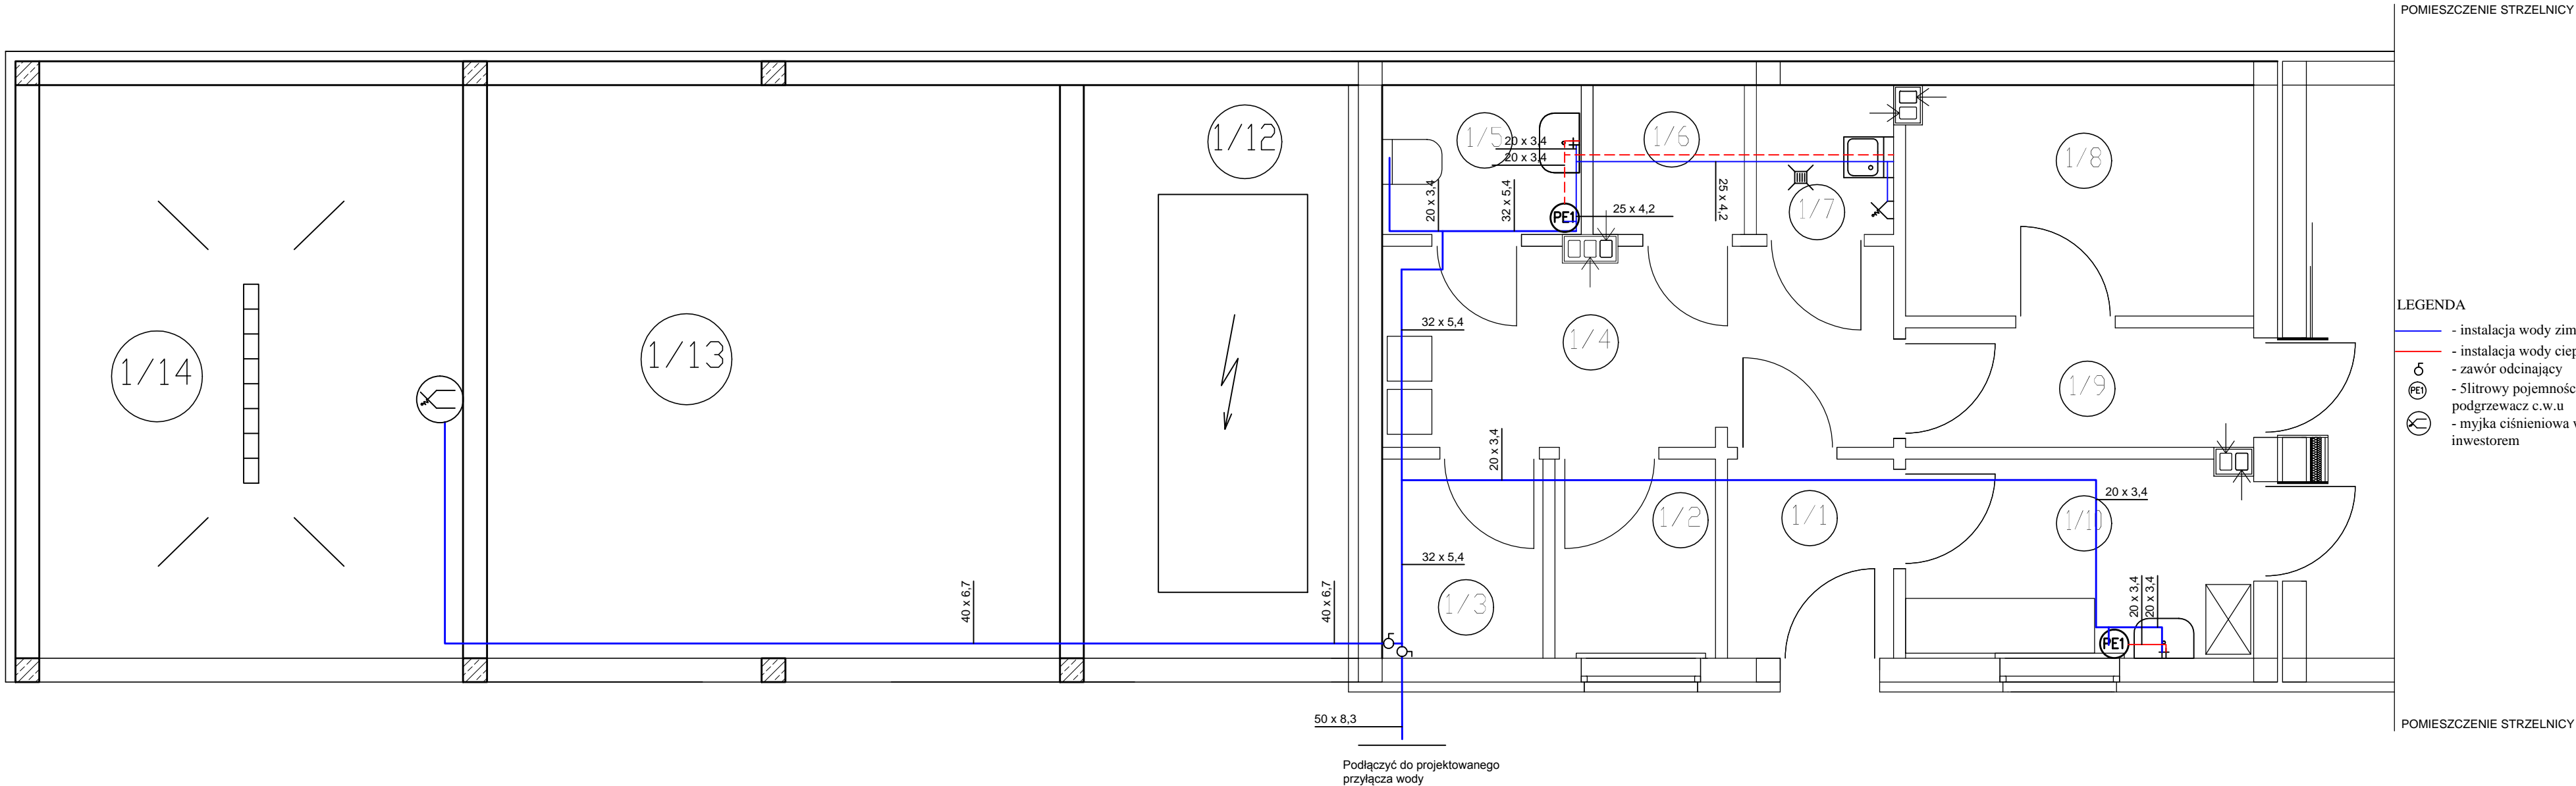 POMIESZCZENIE STRZELNICY
1/12
1/5
20 x 3,4
20 x 3,4
1/6
1/8
20 x 3,4
32 x 5,4
25 x 4,2
1/7
PE1
25 x 4,2
LEGENDA
- instalacja wody zim
- instalacja wody ciep
- zawór odcinający
PE1
- 5litrowy pojemnośc
podgrzewacz c.w.u
- myjka ciśnieniowa w
inwestorem
32 x 5,4
1/4
1/13
1/14
1/9
20 x 3,4
20 x 3,4
1/2
1/1
1/10
32 x 5,4
40 x 6,7
40 x 6,7
1/3
20 x 3,4
20 x 3,4
PE1
50 x 8,3
POMIESZCZENIE STRZELNICY
Podłączyć do projektowanego
przyłącza wody